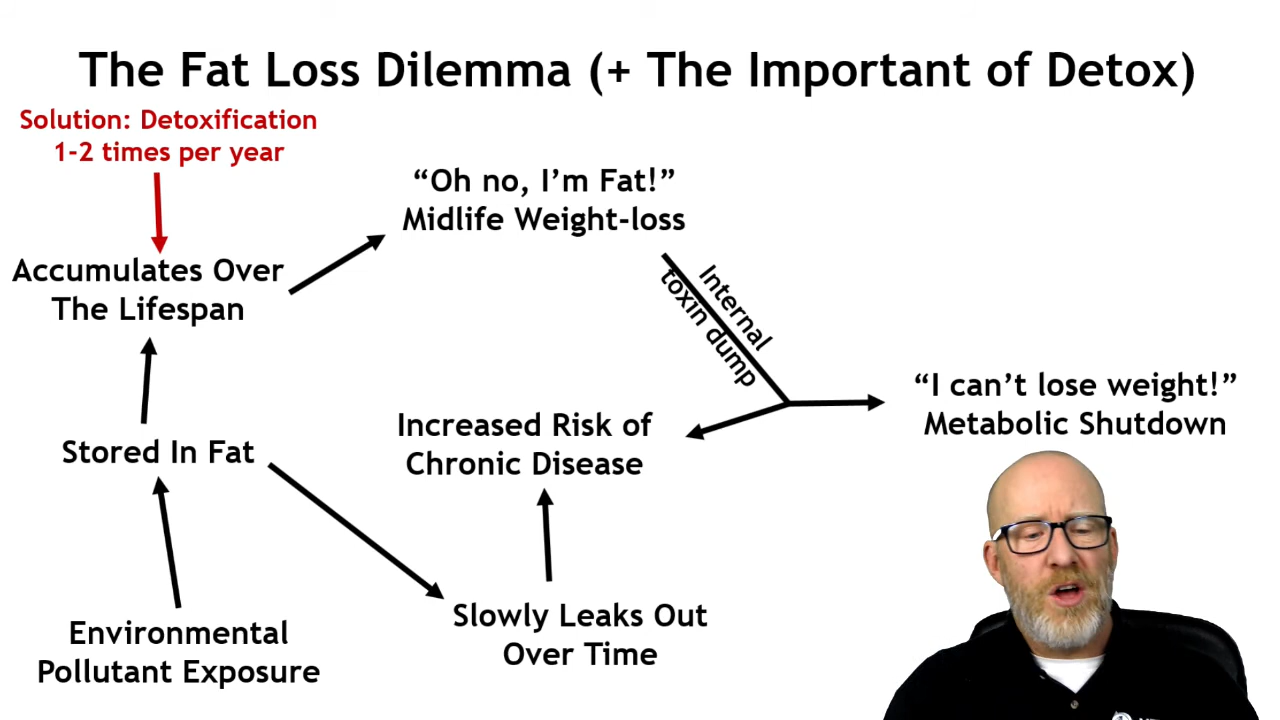 The Fat Loss Dilemma (+ The Important of Detox)
Solution: Detoxification
1-2 times per year
"Oh no, I'm Fat!"
Midlife Weight-loss
Accumulates Over
The Lifespan
Internal
toxin dump
"I can't lose weight!"
Metabolic Shutdown
Increased Risk of
Chronic Disease
Stored In Fat
Slowly Leaks Out
Over Time
Environmental
Pollutant Exposure